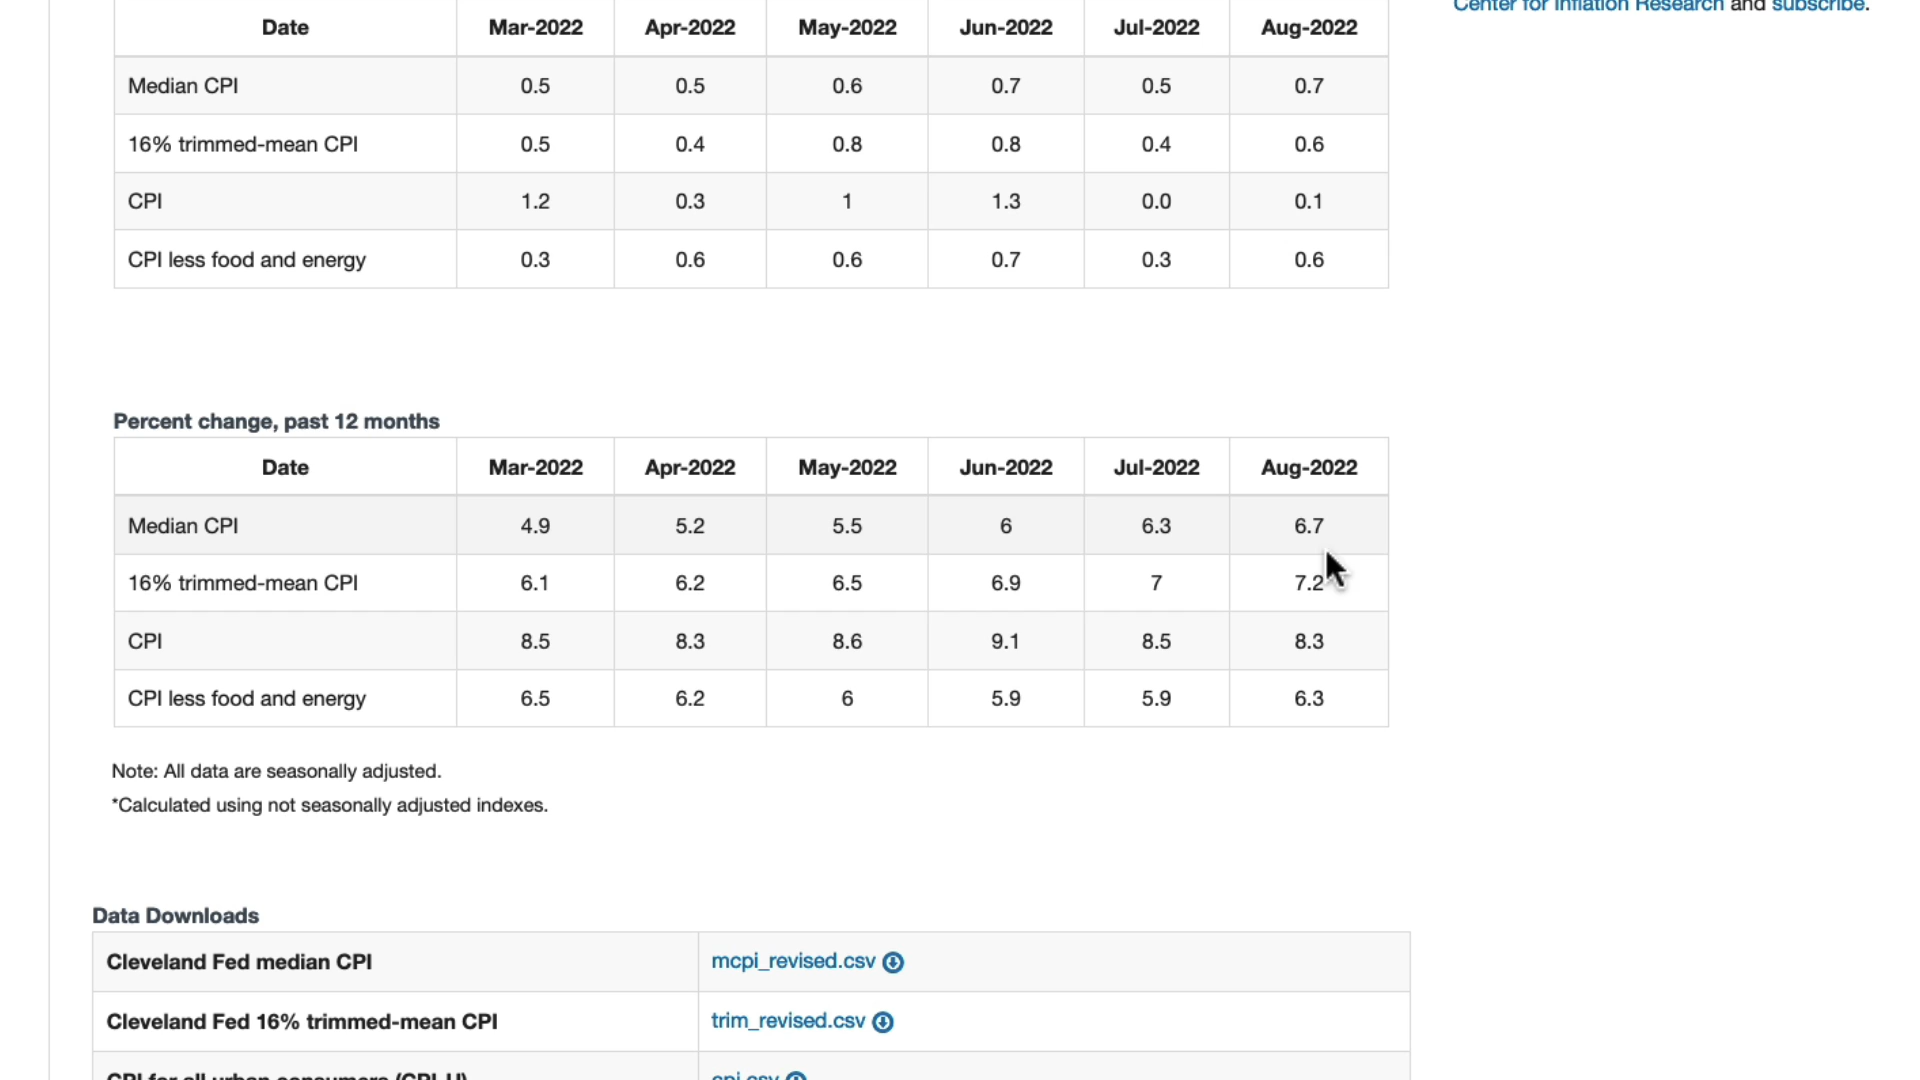 Center for Inflation Research and subscribe.
Date Mar-2022 Apr-2022 May-2022 Jun-2022 Jul-2022 Aug-2022
Median CPI 0.5 0.5 0.6 0.7 0.5 0.7
16% trimmed-mean CPI 0.5 0.4 0.8 0.8 0.4 0.6
CPI 1.2 0.3 1 1.3 0.0 0.1
CPI less food and energy 0.3 0.6 0.6 0.7 0.3 0.6
Percent change, past 12 months
Date Mar-2022 Apr-2022 May-2022 Jun-2022 Jul-2022 Aug-2022
Median CPI 4.9 5.2 5.5 6 6.3 6.7
16% trimmed-mean CPI 6.1 6.2 6.5 6.9 7 7.2
CPI 8.5 8.3 8.6 9.1 8.5 8.3
CPI less food and energy 6.5 6.2 6 5.9 5.9 6.3
Note: All data are seasonally adjusted.
*Calculated using not seasonally adjusted indexes.
Data Downloads
Cleveland Fed median CPI mcpi_revised.csv
Cleveland Fed 16% trimmed-mean CPI trim_revised.csv
CPI for all urban consumers (CPI-U) cpi.csv